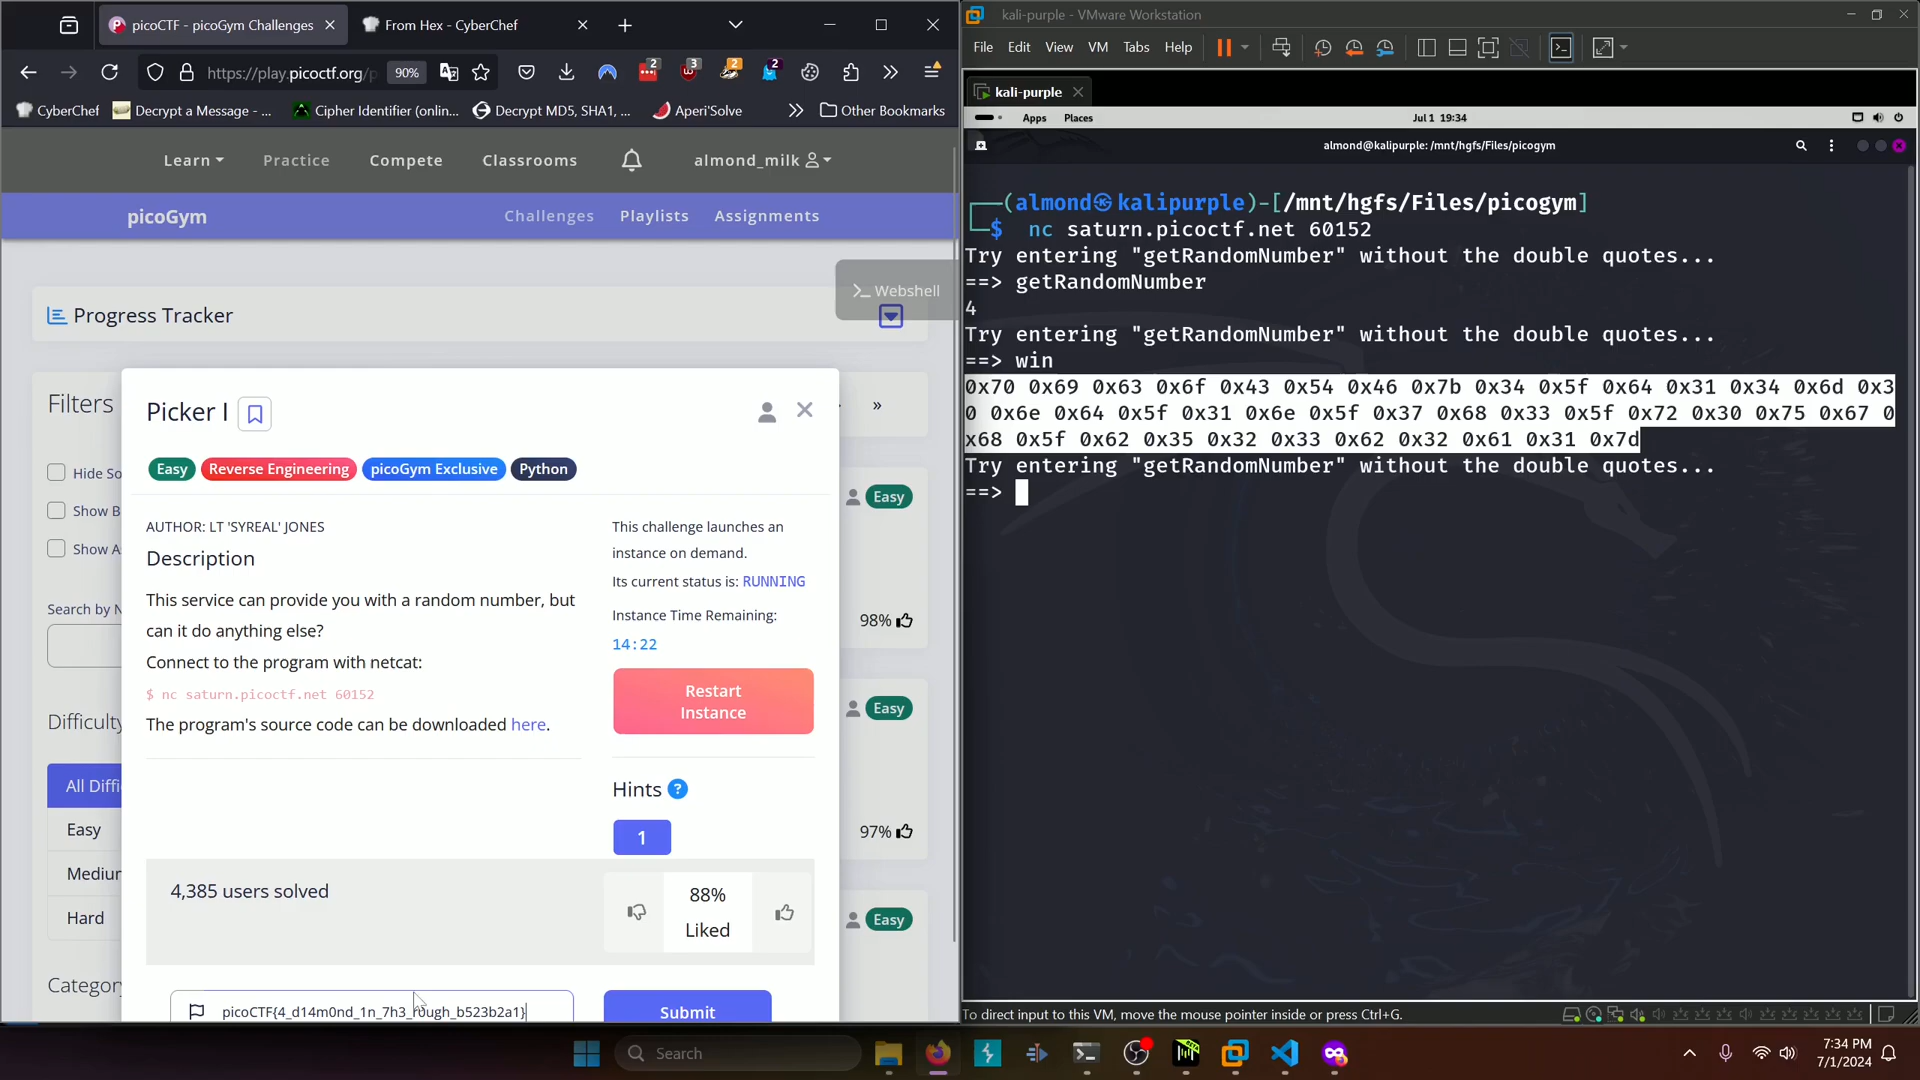 picoCTF - picoGym Challenges
From Hex - CyberChef
https://play.picoctf.org/p
90%
2
3
2
2
CyberChef
Decrypt a Message - ...
Cipher Identifier (onlin...
Decrypt MD5, SHA1, ...
Aperi'Solve
Other Bookmarks
Learn
Practice
Compete
Classrooms
almond_milk
picoGym
Challenges
Playlists
Assignments
Webshell
Progress Tracker
Filters
»
Hide So
Show B
Show A
Search by N
Difficulty
All Diffi
Easy
Medium
Hard
Category
Easy
98%
Easy
97%
Easy
Picker I
Easy
Reverse Engineering
picoGym Exclusive
Python
AUTHOR: LT 'SYREAL' JONES
Description
This service can provide you with a random number, but
can it do anything else?
Connect to the program with netcat:
$ nc saturn.picoctf.net 60152
The program's source code can be downloaded here.
This challenge launches an
instance on demand.
Its current status is: RUNNING
Instance Time Remaining:
14:22
Restart
Instance
Hints ?
1
4,385 users solved
88%
Liked
picoCTF{4_d14m0nd_1n_7h3_r0ugh_b523b2a1}
Submit
kali-purple - VMware Workstation
File Edit View VM Tabs Help
kali-purple
Apps Places
Jul 1 19:34
almond@kalipurple: /mnt/hgfs/Files/picogym
┌──(almond㉿kalipurple)-[/mnt/hgfs/Files/picogym]
└─$ nc saturn.picoctf.net 60152
Try entering "getRandomNumber" without the double quotes...
==> getRandomNumber
4
Try entering "getRandomNumber" without the double quotes...
==> win
0x70 0x69 0x63 0x6f 0x43 0x54 0x46 0x7b 0x34 0x5f 0x64 0x31 0x34 0x6d 0x3
0 0x6e 0x64 0x5f 0x31 0x6e 0x5f 0x37 0x68 0x33 0x5f 0x72 0x30 0x75 0x67 0
x68 0x5f 0x62 0x35 0x32 0x33 0x62 0x32 0x61 0x31 0x7d
Try entering "getRandomNumber" without the double quotes...
==>
To direct input to this VM, move the mouse pointer inside or press Ctrl+G.
Search
7:34 PM
7/1/2024